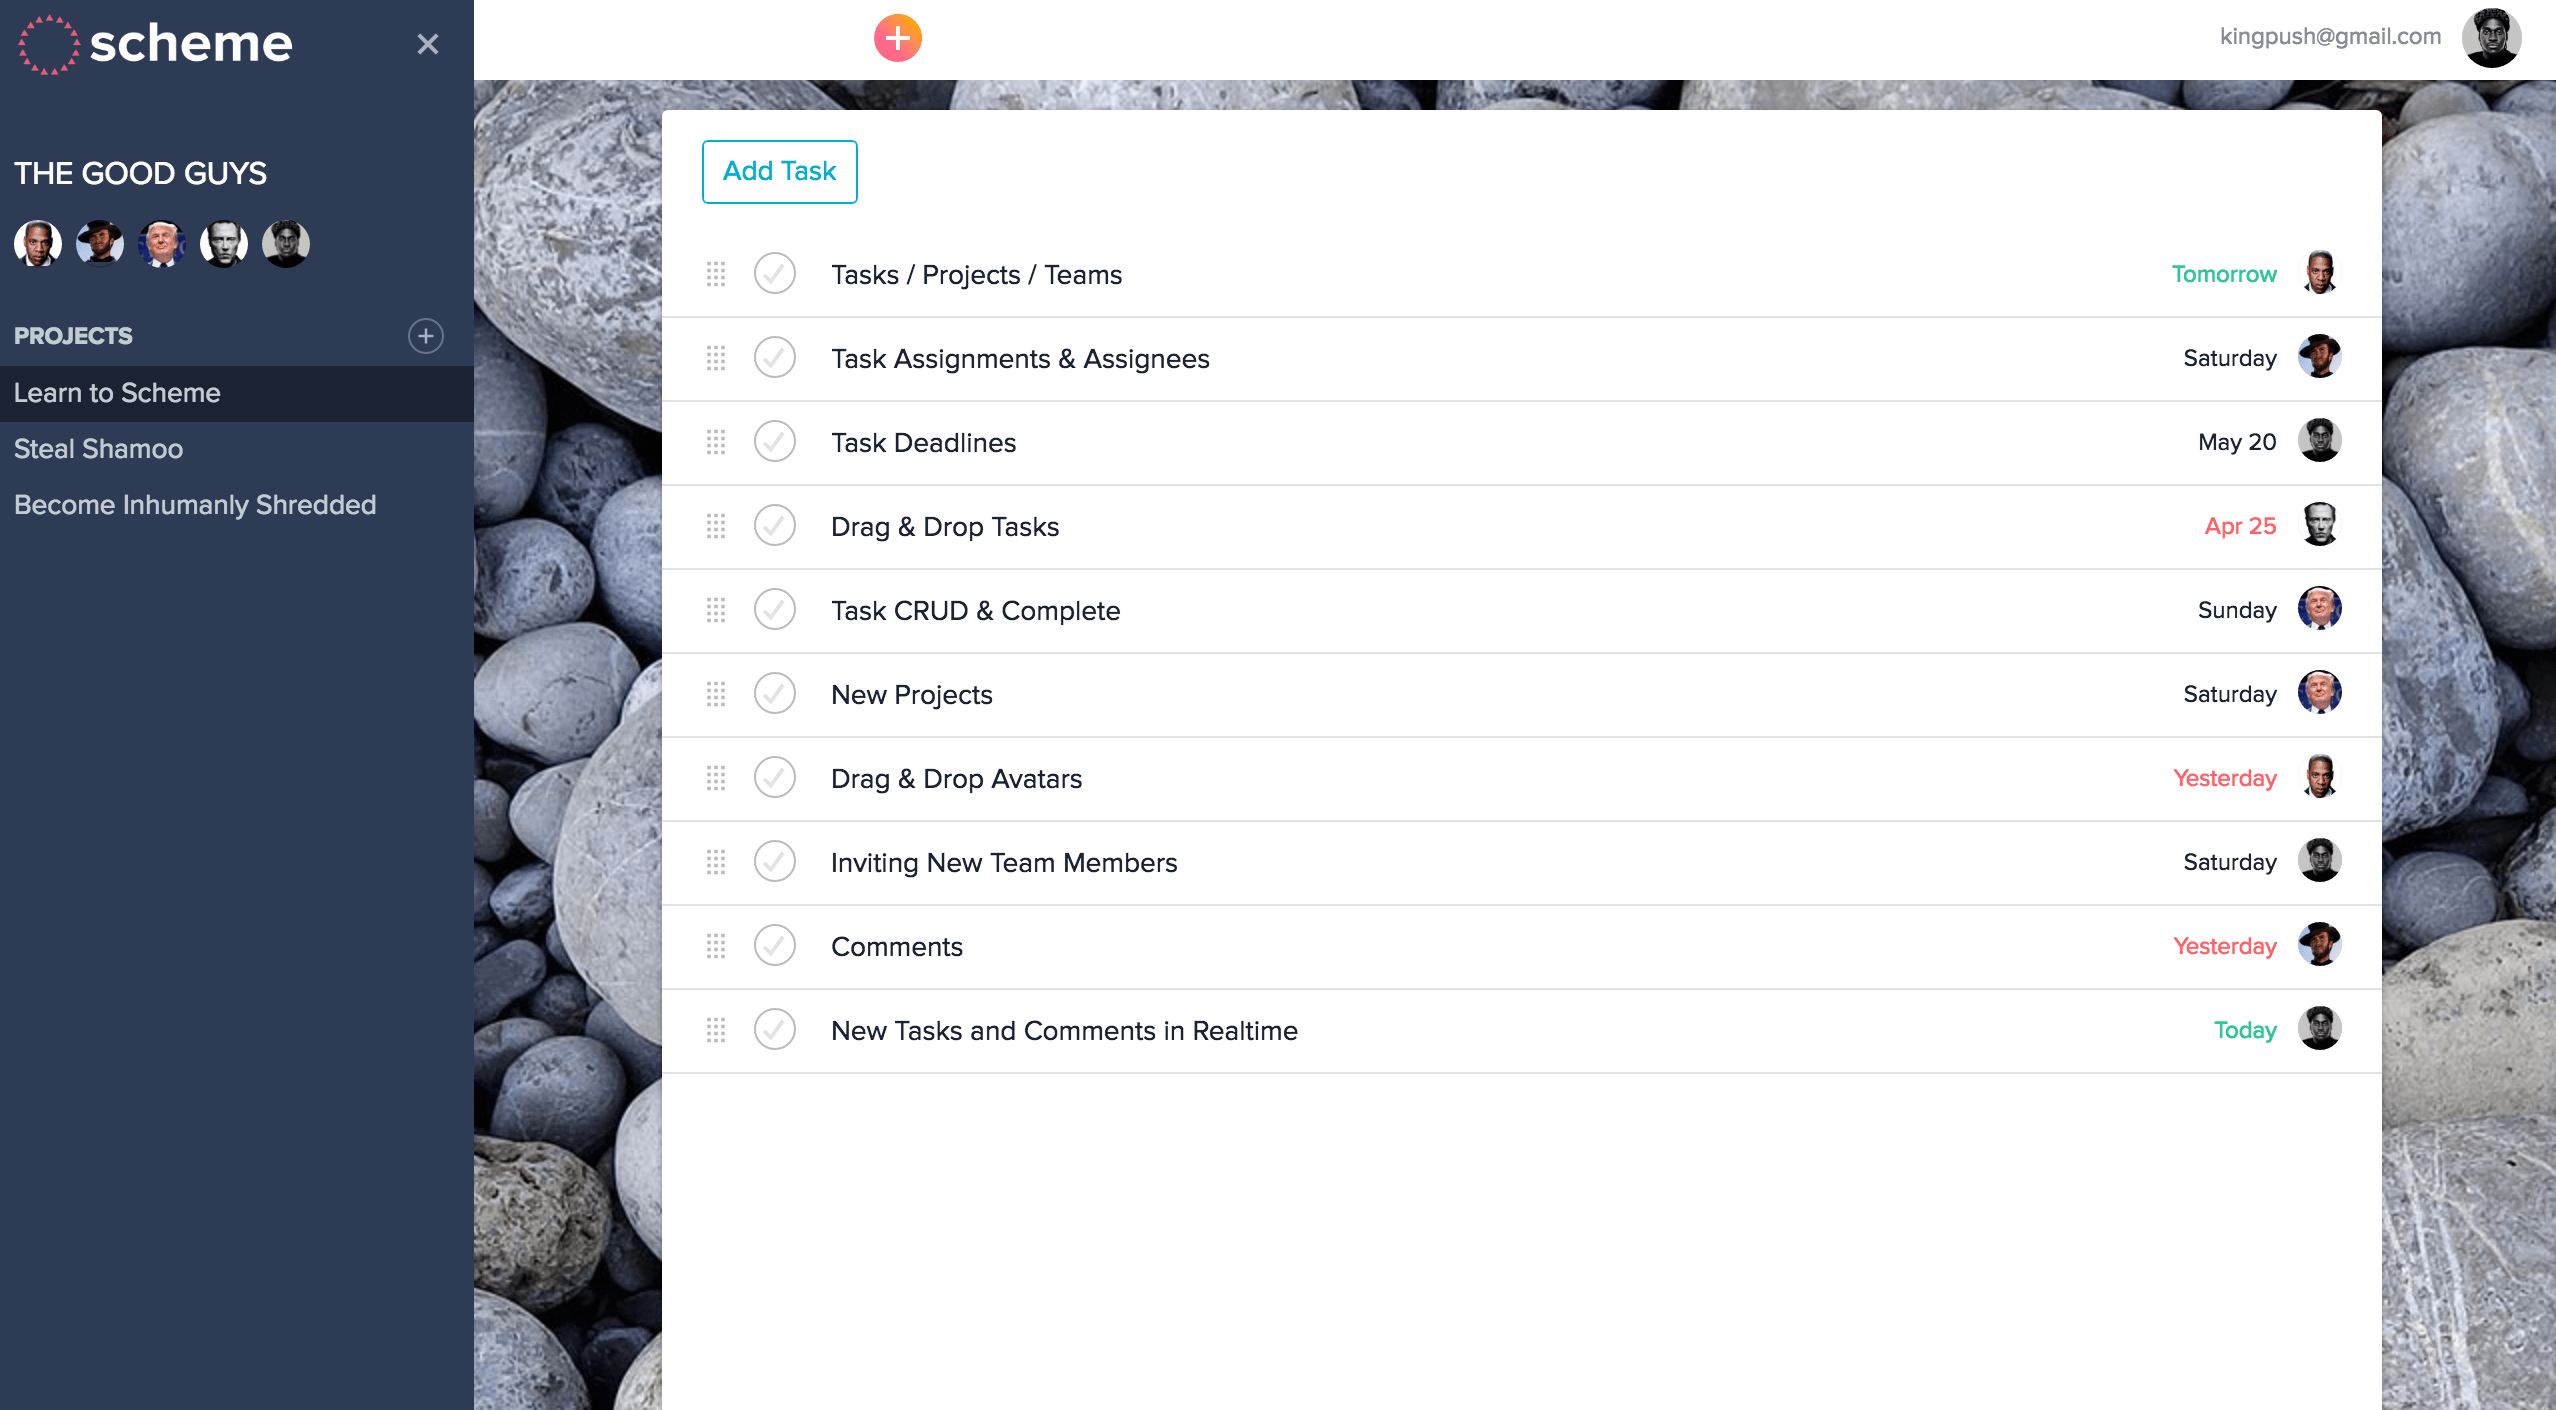 scheme
kingpush@gmail.com
THE GOOD GUYS
PROJECTS
Learn to Scheme
Steal Shamoo
Become Inhumanly Shredded
Add Task
Tasks / Projects / Teams Tomorrow
Task Assignments & Assignees Saturday
Task Deadlines May 20
Drag & Drop Tasks Apr 25
Task CRUD & Complete Sunday
New Projects Saturday
Drag & Drop Avatars Yesterday
Inviting New Team Members Saturday
Comments Yesterday
New Tasks and Comments in Realtime Today